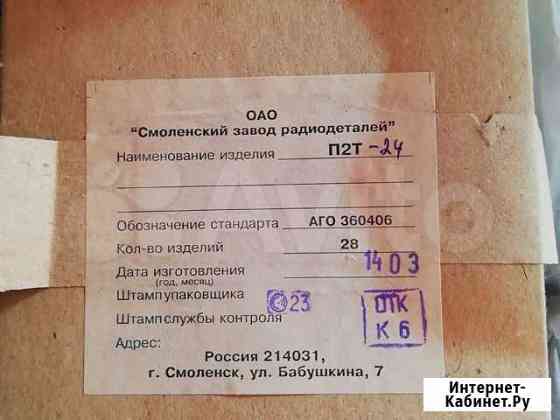 ОАО
"Смоленский завод радиодеталей"
Наименование изделия П2Т-24
Обозначение стандарта АГО 360406
Кол-во изделий 28
Дата изготовления 1403
(год, месяц)
Штамп упаковщика С23
ОТК
Штамп службы контроля К 6
Адрес:
Россия 214031,
г. Смоленск, ул. Бабушкина, 7
Avito
Интернет-
Кабинет.Ру